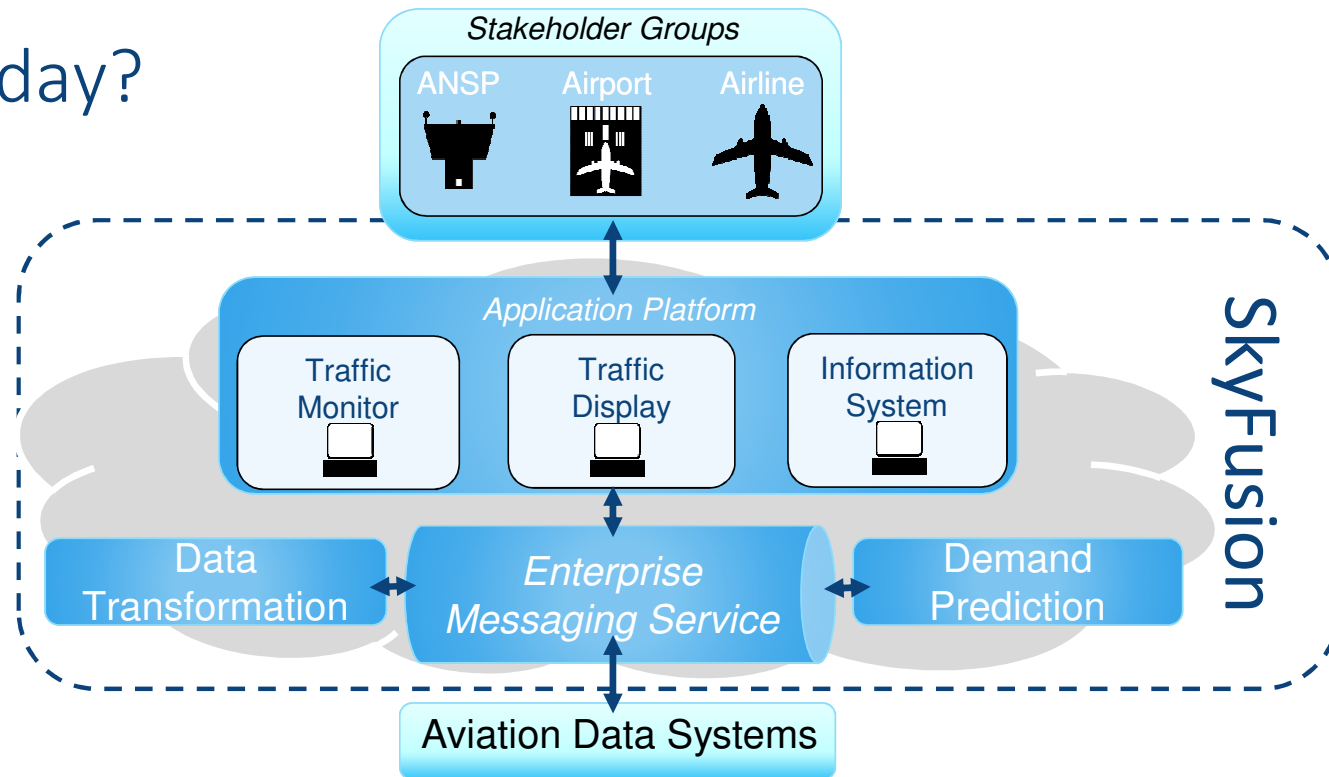 day?
Stakeholder Groups
ANSP
Airport
Airline
Application Platform
Traffic
Monitor
Traffic
Display
Information
System
SkyFusion
Data
Transformation
Enterprise
Messaging Service
Demand
Prediction
Aviation Data Systems